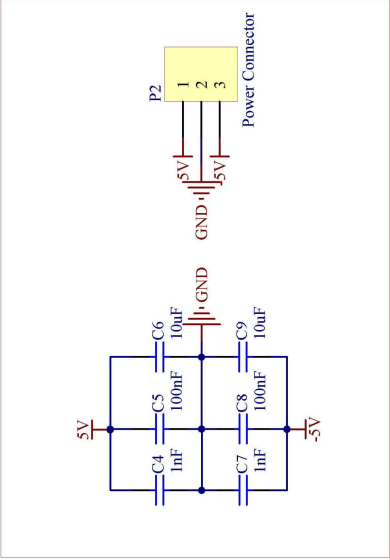 5V
C4 C5 C6
1nF 100nF 10uF
GND
C7 C8 C9
1nF 100nF 10uF
-5V
P2
5V 1
GND 2
-5V 3
Power Connector